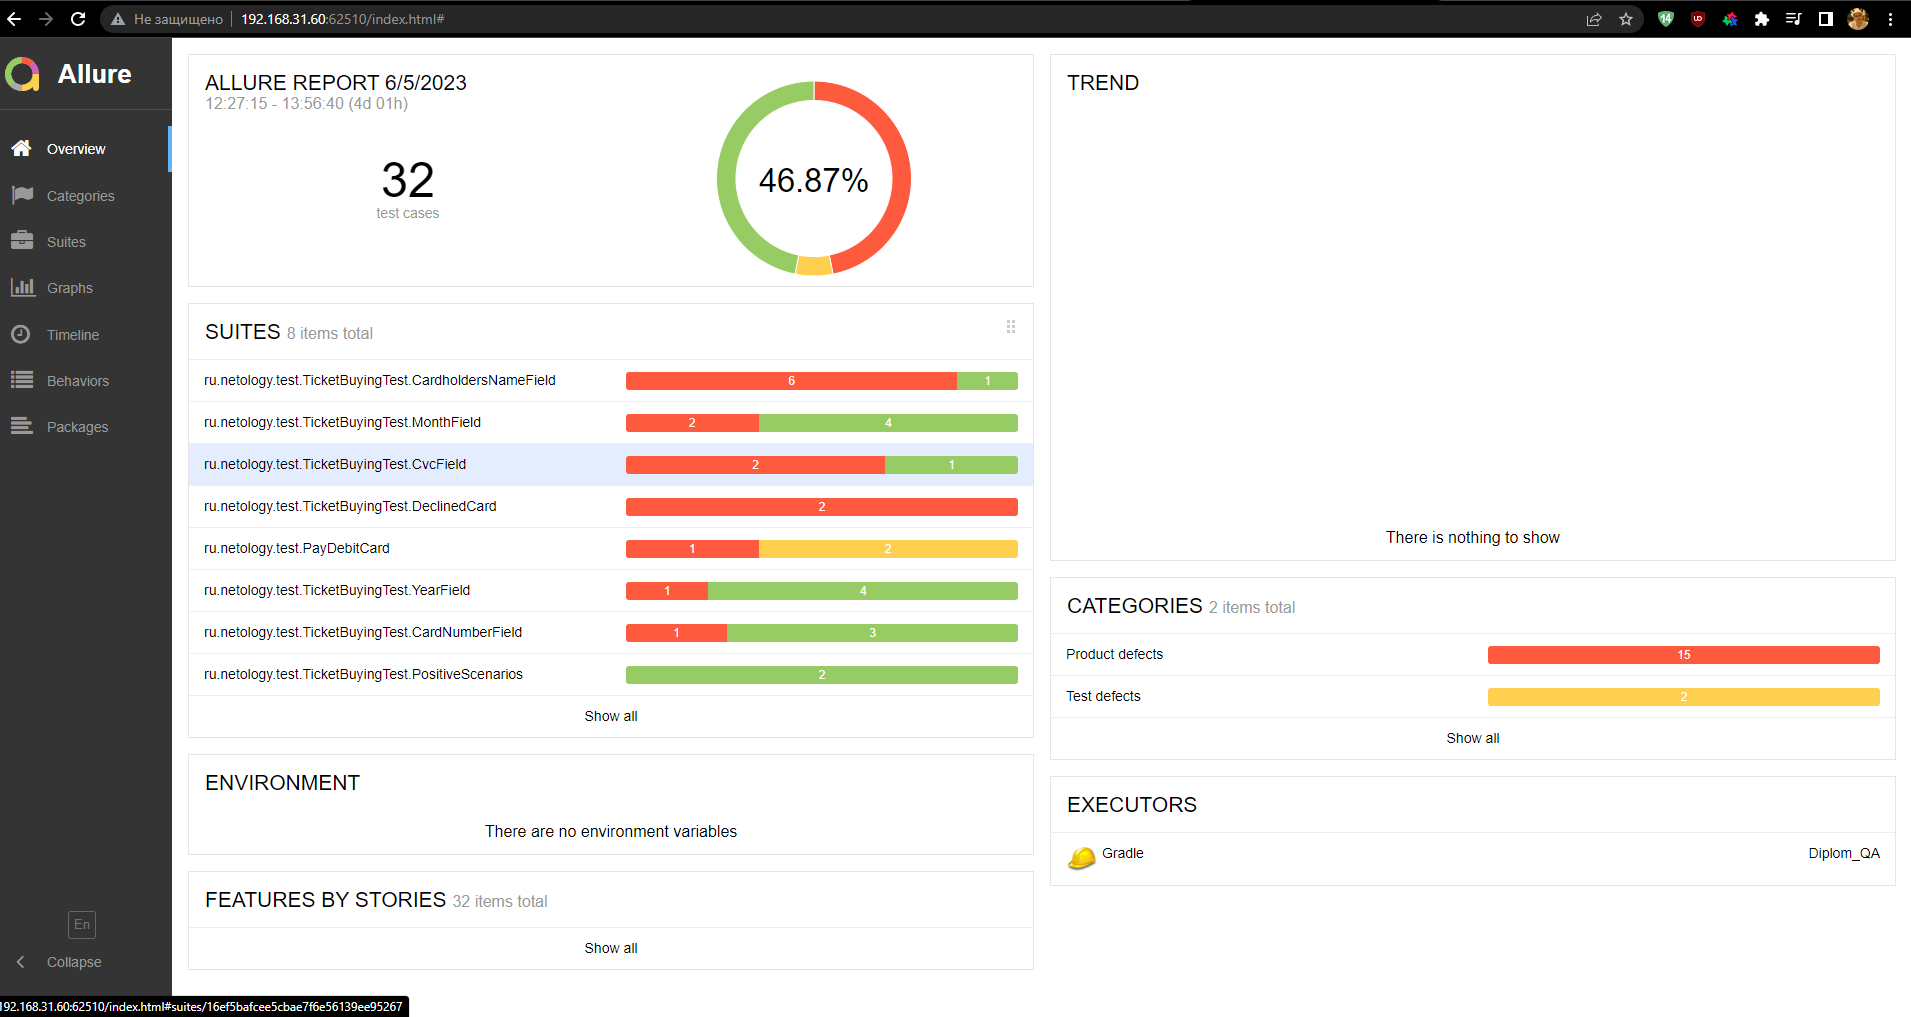 Не защищено
192.168.31.60:62510/index.html#
14
UD
Allure
Overview
Categories
Suites
Graphs
Timeline
Behaviors
Packages
En
Collapse
192.168.31.60:62510/index.html#suites/16ef5bafcee5cbae7f6e56139ee95267
ALLURE REPORT 6/5/2023
12:27:15 - 13:56:40 (4d 01h)
32
test cases
46.87%
SUITES 8 items total
ru.netology.test.TicketBuyingTest.CardholdersNameField 6 1
ru.netology.test.TicketBuyingTest.MonthField 2 4
ru.netology.test.TicketBuyingTest.CvcField 2 1
ru.netology.test.TicketBuyingTest.DeclinedCard 2
ru.netology.test.PayDebitCard 1 2
ru.netology.test.TicketBuyingTest.YearField 1 4
ru.netology.test.TicketBuyingTest.CardNumberField 1 3
ru.netology.test.TicketBuyingTest.PositiveScenarios 2
Show all
ENVIRONMENT
There are no environment variables
FEATURES BY STORIES 32 items total
Show all
TREND
There is nothing to show
CATEGORIES 2 items total
Product defects 15
Test defects 2
Show all
EXECUTORS
Gradle Diplom_QA